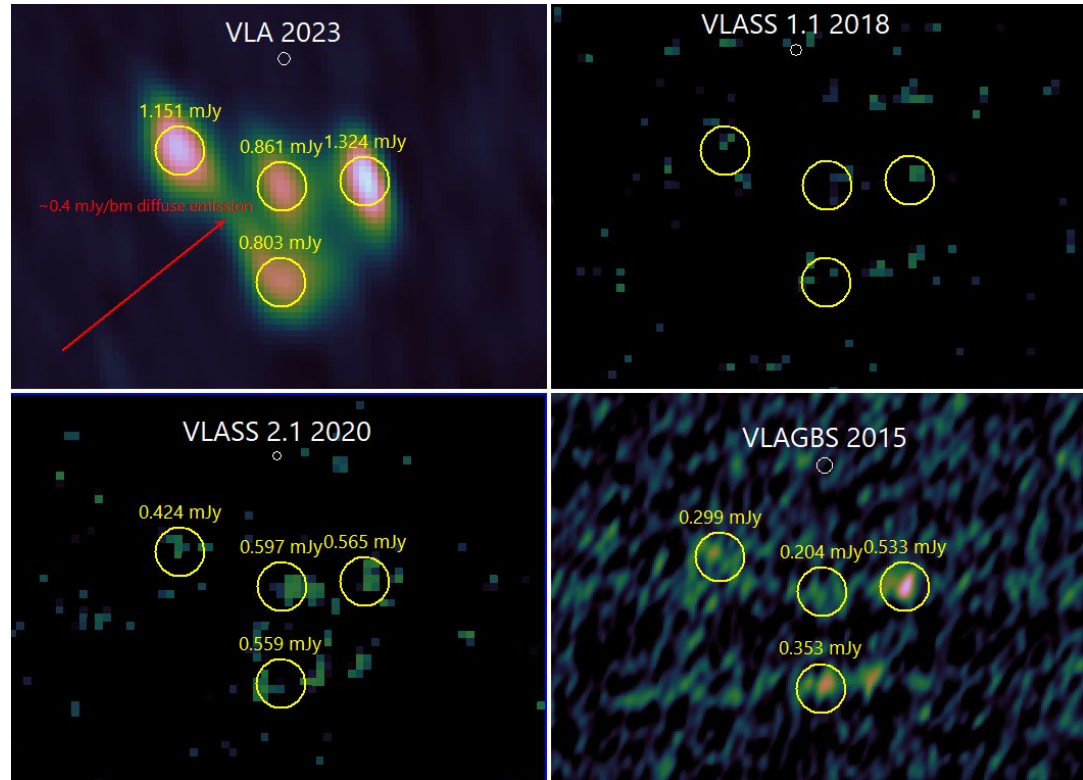 VLA 2023
1.151 mJy
0.861 mJy
1.324 mJy
~0.4 mJy/bm diffuse emission
0.803 mJy
VLASS 1.1 2018
VLASS 2.1 2020
0.424 mJy
0.597 mJy
0.565 mJy
0.559 mJy
VLAGBS 2015
0.299 mJy
0.204 mJy
0.533 mJy
0.353 mJy